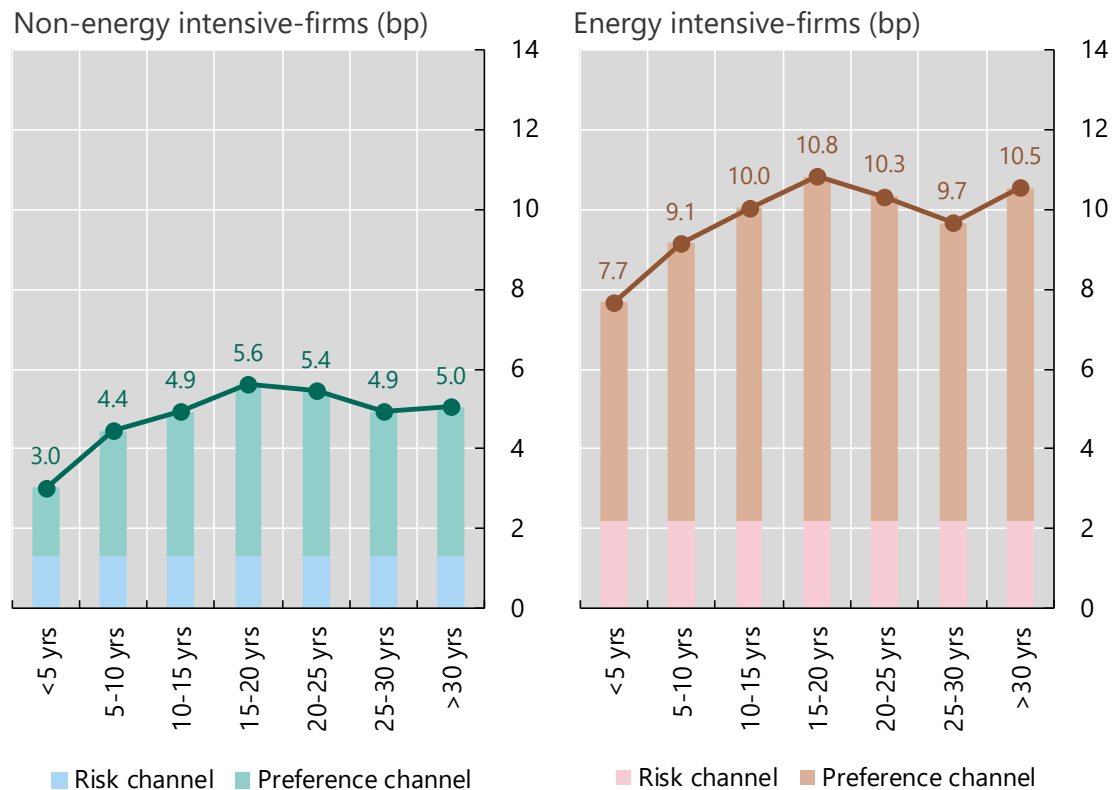 Non-energy intensive-firms (bp)
14
12
10
8
6
4
2
0
3.0
4.4
4.9
5.6
5.4
4.9
5.0
<5 yrs
5-10 yrs
10-15 yrs
15-20 yrs
20-25 yrs
25-30 yrs
>30 yrs
Risk channel Preference channel
Energy intensive-firms (bp)
14
12
10
8
6
4
2
0
7.7
9.1
10.0
10.8
10.3
9.7
10.5
<5 yrs
5-10 yrs
10-15 yrs
15-20 yrs
20-25 yrs
25-30 yrs
>30 yrs
Risk channel Preference channel